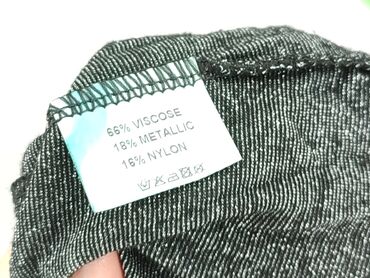 66% VISCOSE
18% METALLIC
16% NYLON